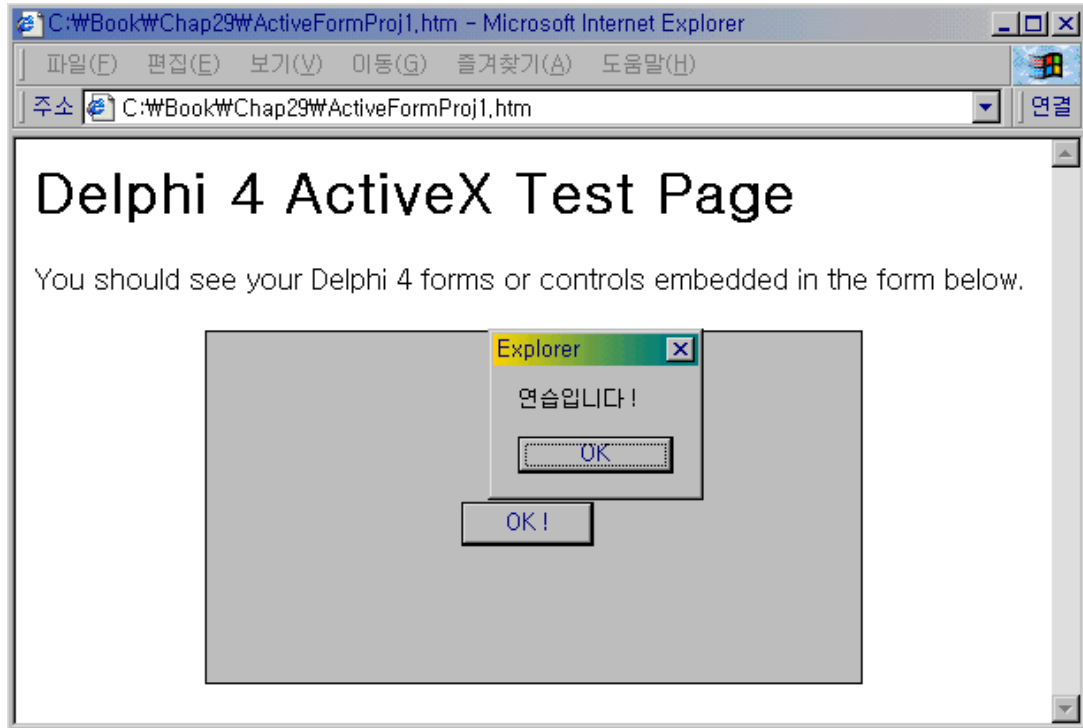 C:₩Book₩Chap29₩ActiveFormProj1,htm - Microsoft Internet Explorer
파일(F) 편집(E) 보기(V) 이동(G) 즐겨찾기(A) 도움말(H)
주소 C:₩Book₩Chap29₩ActiveFormProj1,htm 연결
Delphi 4 ActiveX Test Page
You should see your Delphi 4 forms or controls embedded in the form below.
Explorer
연습입니다!
OK
OK!